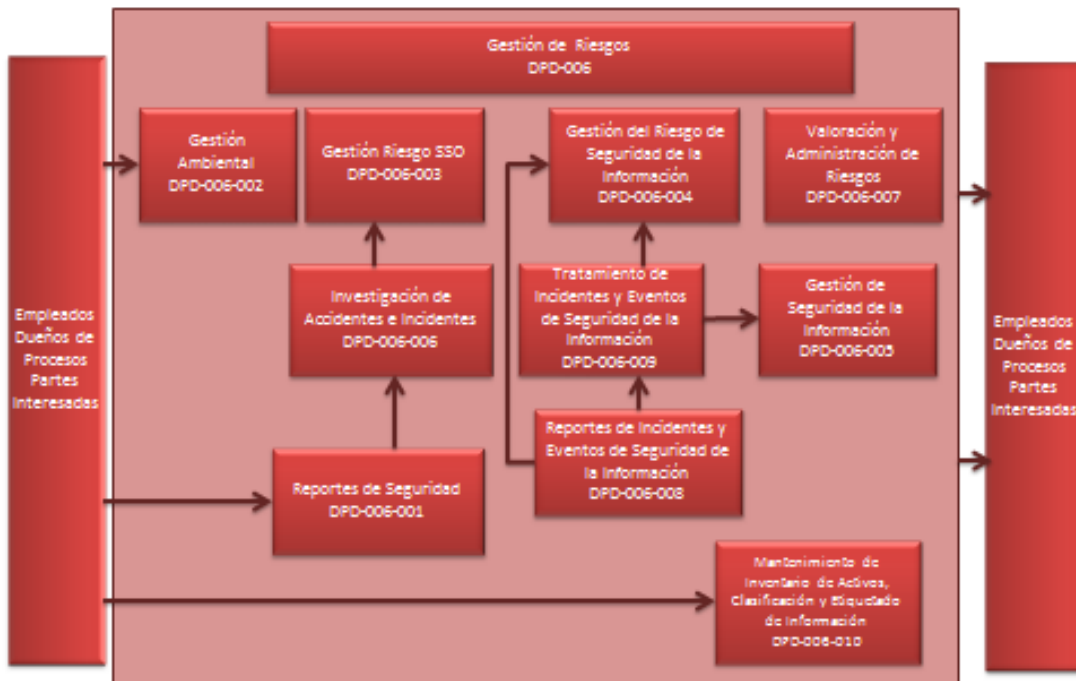 Gestión de Riesgos
DPD-006
Empleados
Dueños de
Procesos
Partes
Interesadas
Gestión
Ambiental
DPD-006-002
Gestión Riesgo SSO
DPD-006-003
Gestión del Riesgo de
Seguridad de la
Información
DPD-006-004
Valoración y
Administración de
Riesgos
DPD-006-007
Investigación de
Accidentes e Incidentes
DPD-006-006
Tratamiento de
Incidentes y Eventos
de Seguridad de la
Información
DPD-006-009
Gestión de
Seguridad de la
Información
DPD-006-005
Reportes de Seguridad
DPD-006-001
Reportes de Incidentes y
Eventos de Seguridad de
la Información
DPD-006-008
Mantenimiento de
Inventario de Activos,
Clasificación y Etiquetado
de Información
DPD-006-010
Empleados
Dueños de
Procesos
Partes
Interesadas